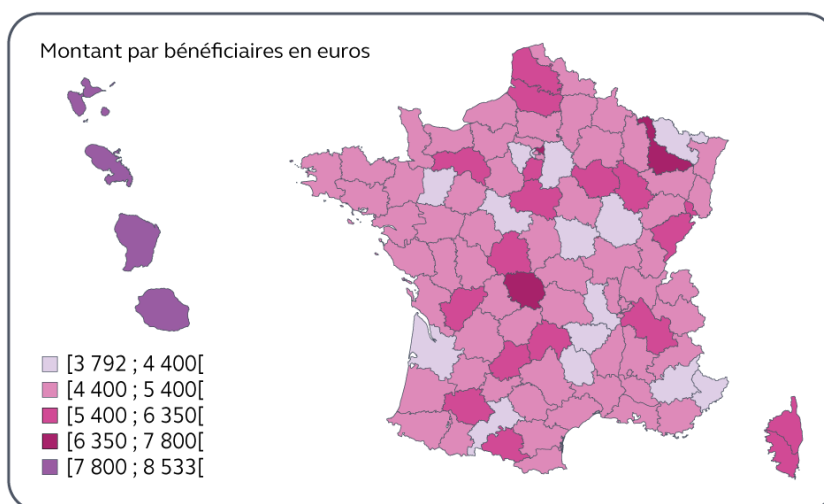 Montant par bénéficiaires en euros
[3 792 ; 4 400[
[4 400 ; 5 400[
[5 400 ; 6 350[
[6 350 ; 7 800[
[7 800 ; 8 533[